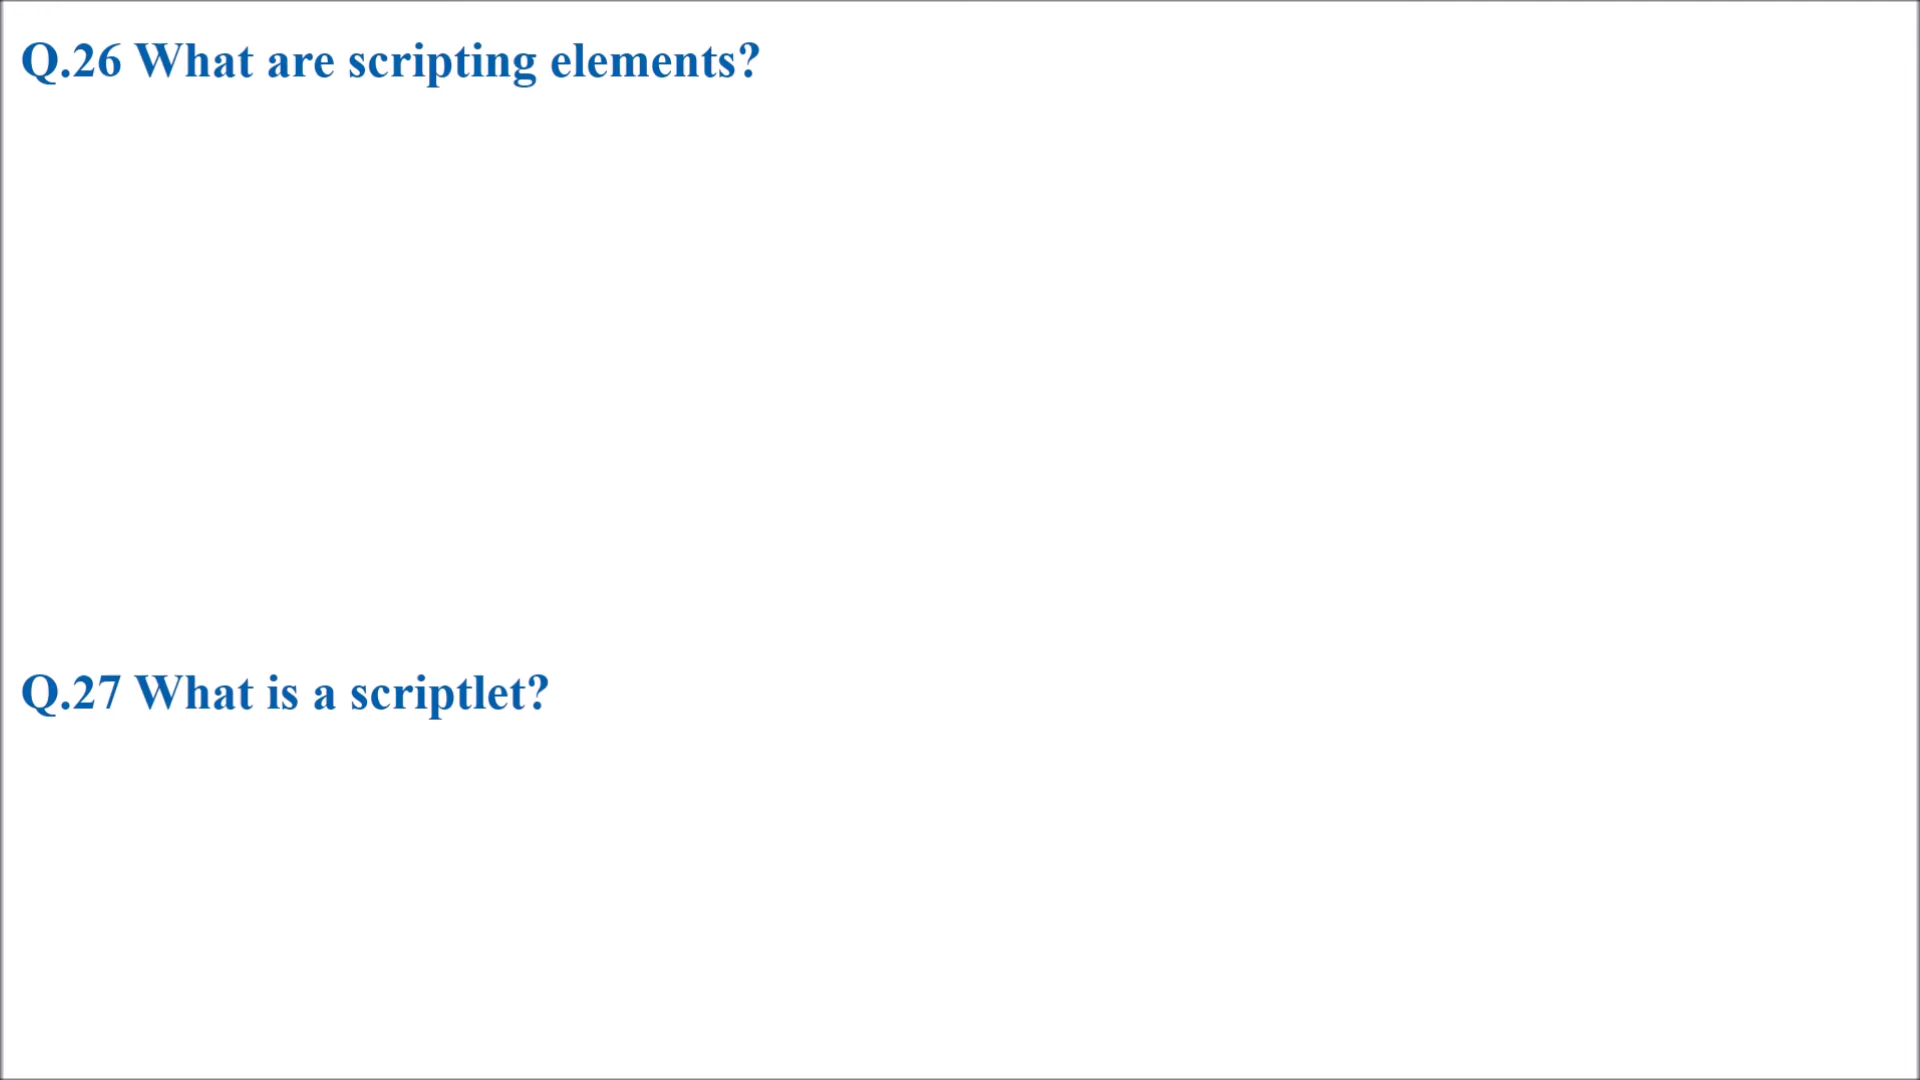 Q.26 What are scripting elements?
Q.27 What is a scriptlet?